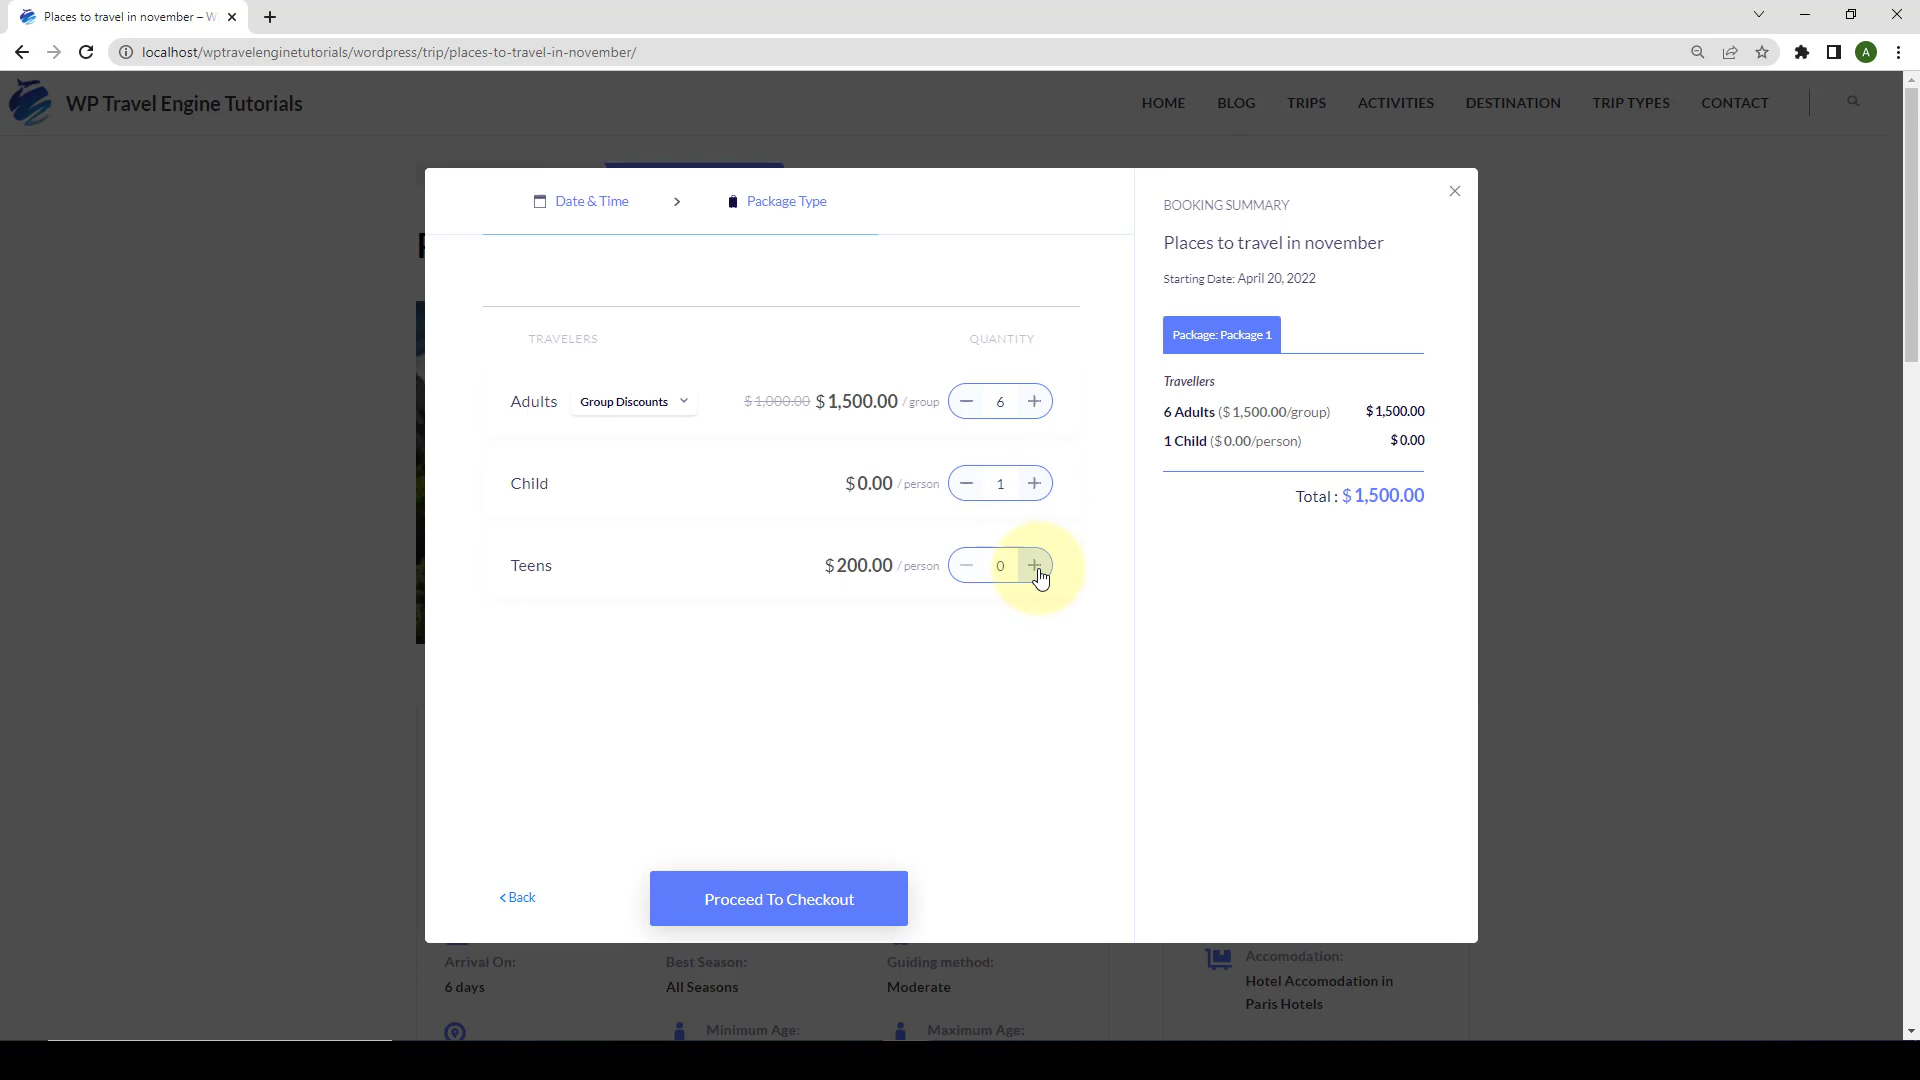 Places to travel in november – W
localhost/wptravelenginetutorials/wordpress/trip/places-to-travel-in-november/
A
WP Travel Engine Tutorials
HOME BLOG TRIPS ACTIVITIES DESTINATION TRIP TYPES CONTACT
Date & Time > Package Type
TRAVELERS QUANTITY
Adults Group Discounts $1,000.00 $1,500.00 / group − 6 +
Child $0.00 / person − 1 +
Teens $200.00 / person − 0 +
< Back
Proceed To Checkout
BOOKING SUMMARY
Places to travel in november
Starting Date: April 20, 2022
Package: Package 1
Travellers
6 Adults ($1,500.00/group) $1,500.00
1 Child ($0.00/person) $0.00
Total : $1,500.00
Arrival On: Best Season: Guiding method:
6 days All Seasons Moderate
Minimum Age: Maximum Age:
Accomodation:
Hotel Accomodation in
Paris Hotels